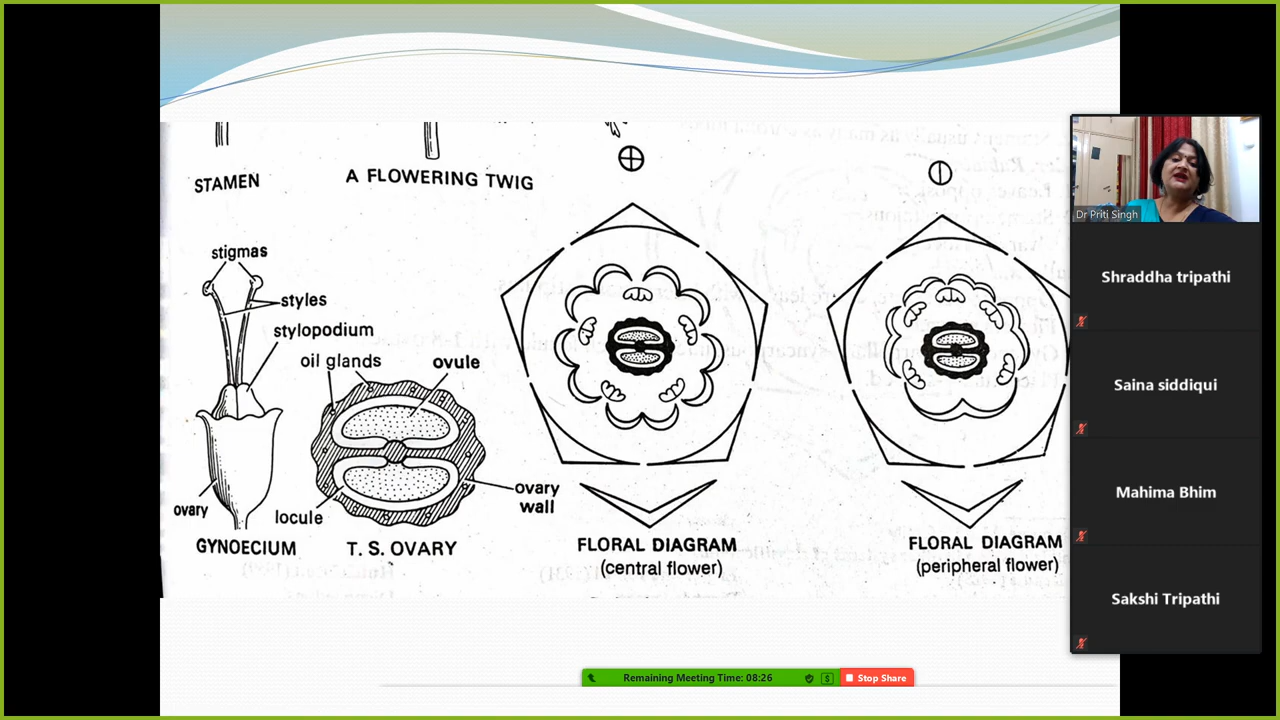 STAMEN
A FLOWERING TWIG
stigmas
styles
stylopodium
oil glands
ovule
ovary
locule
ovary
wall
GYNOECIUM
T. S. OVARY
FLORAL DIAGRAM
(central flower)
FLORAL DIAGRAM
(peripheral flower)
Dr Priti Singh
Shraddha tripathi
Saina siddiqui
Mahima Bhim
Sakshi Tripathi
Remaining Meeting Time: 08:26
Stop Share